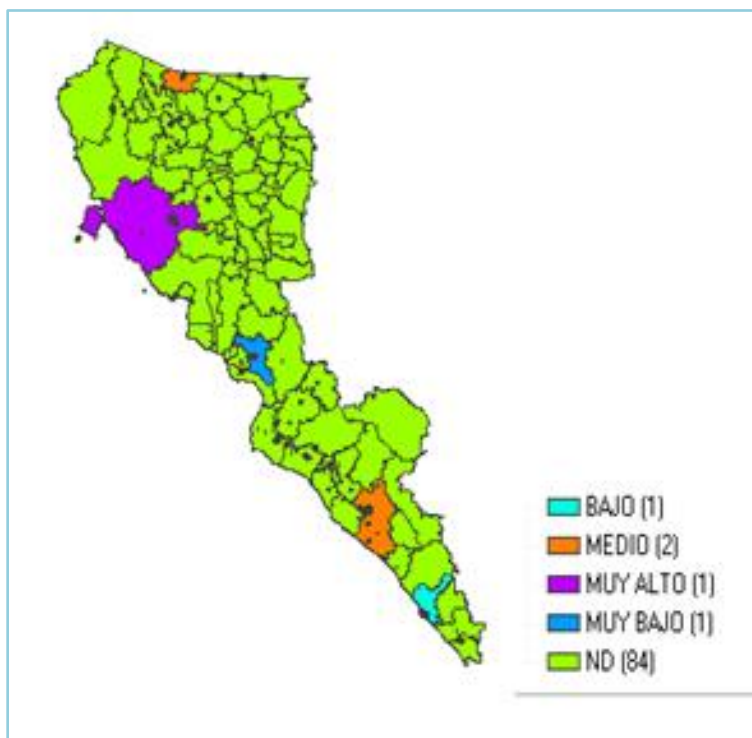 BAJO (1)
MEDIO (2)
MUY ALTO (1)
MUY BAJO (1)
ND (84)